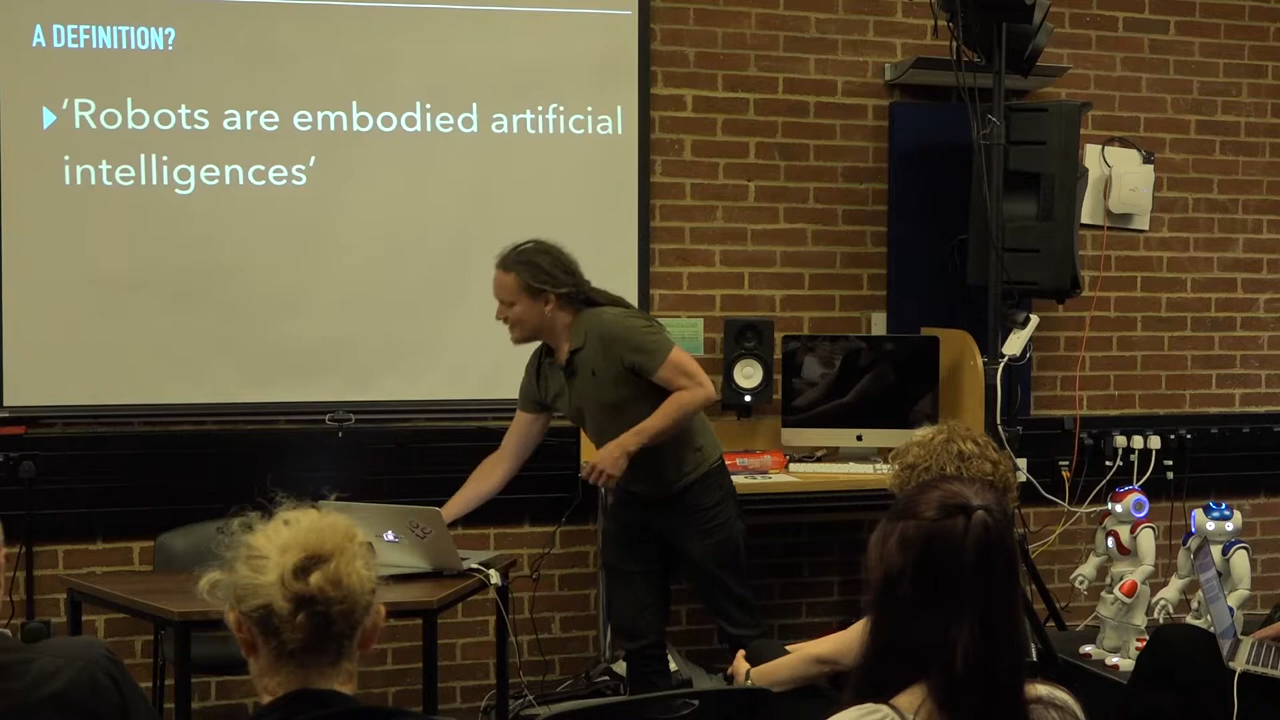 A DEFINITION?
‘Robots are embodied artificial
intelligences’